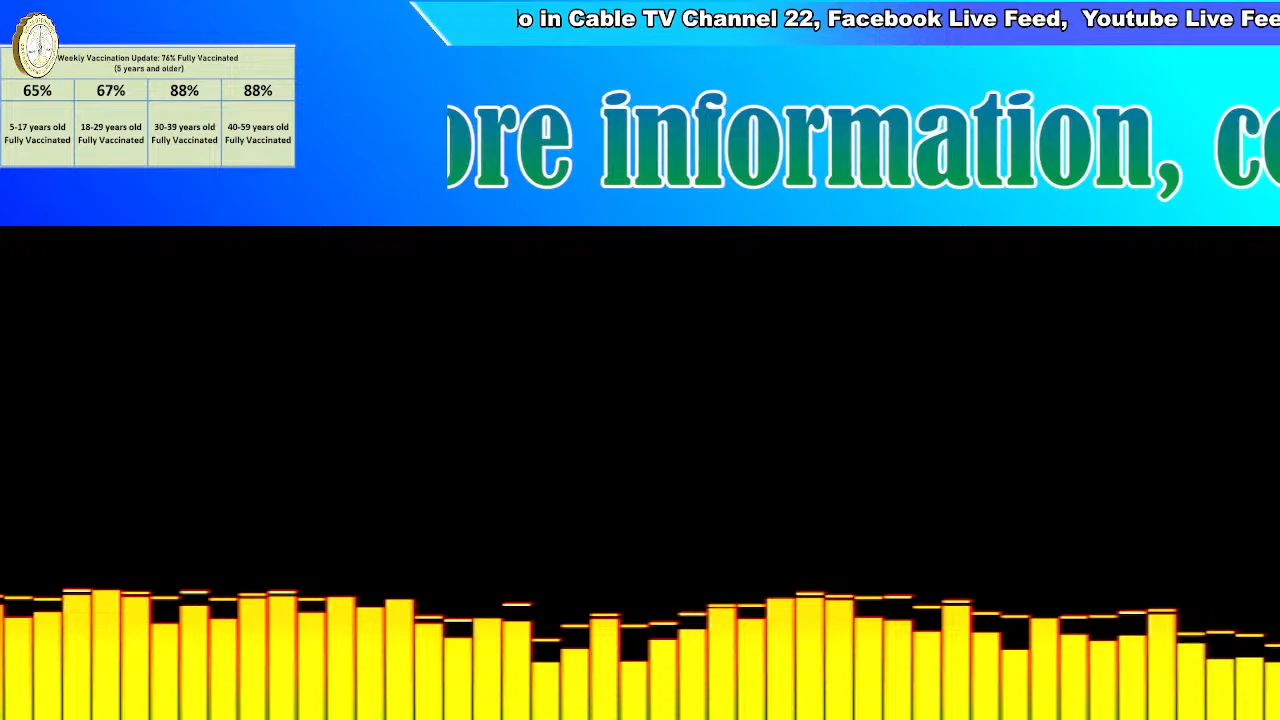 o in Cable TV Channel 22, Facebook Live Feed, Youtube Live Fee
Weekly Vaccination Update: 76% Fully Vaccinated
(5 years and older)
65% 67% 88% 88%
5-17 years old 18-29 years old 30-39 years old 40-59 years old
Fully Vaccinated Fully Vaccinated Fully Vaccinated Fully Vaccinated
ore information, co